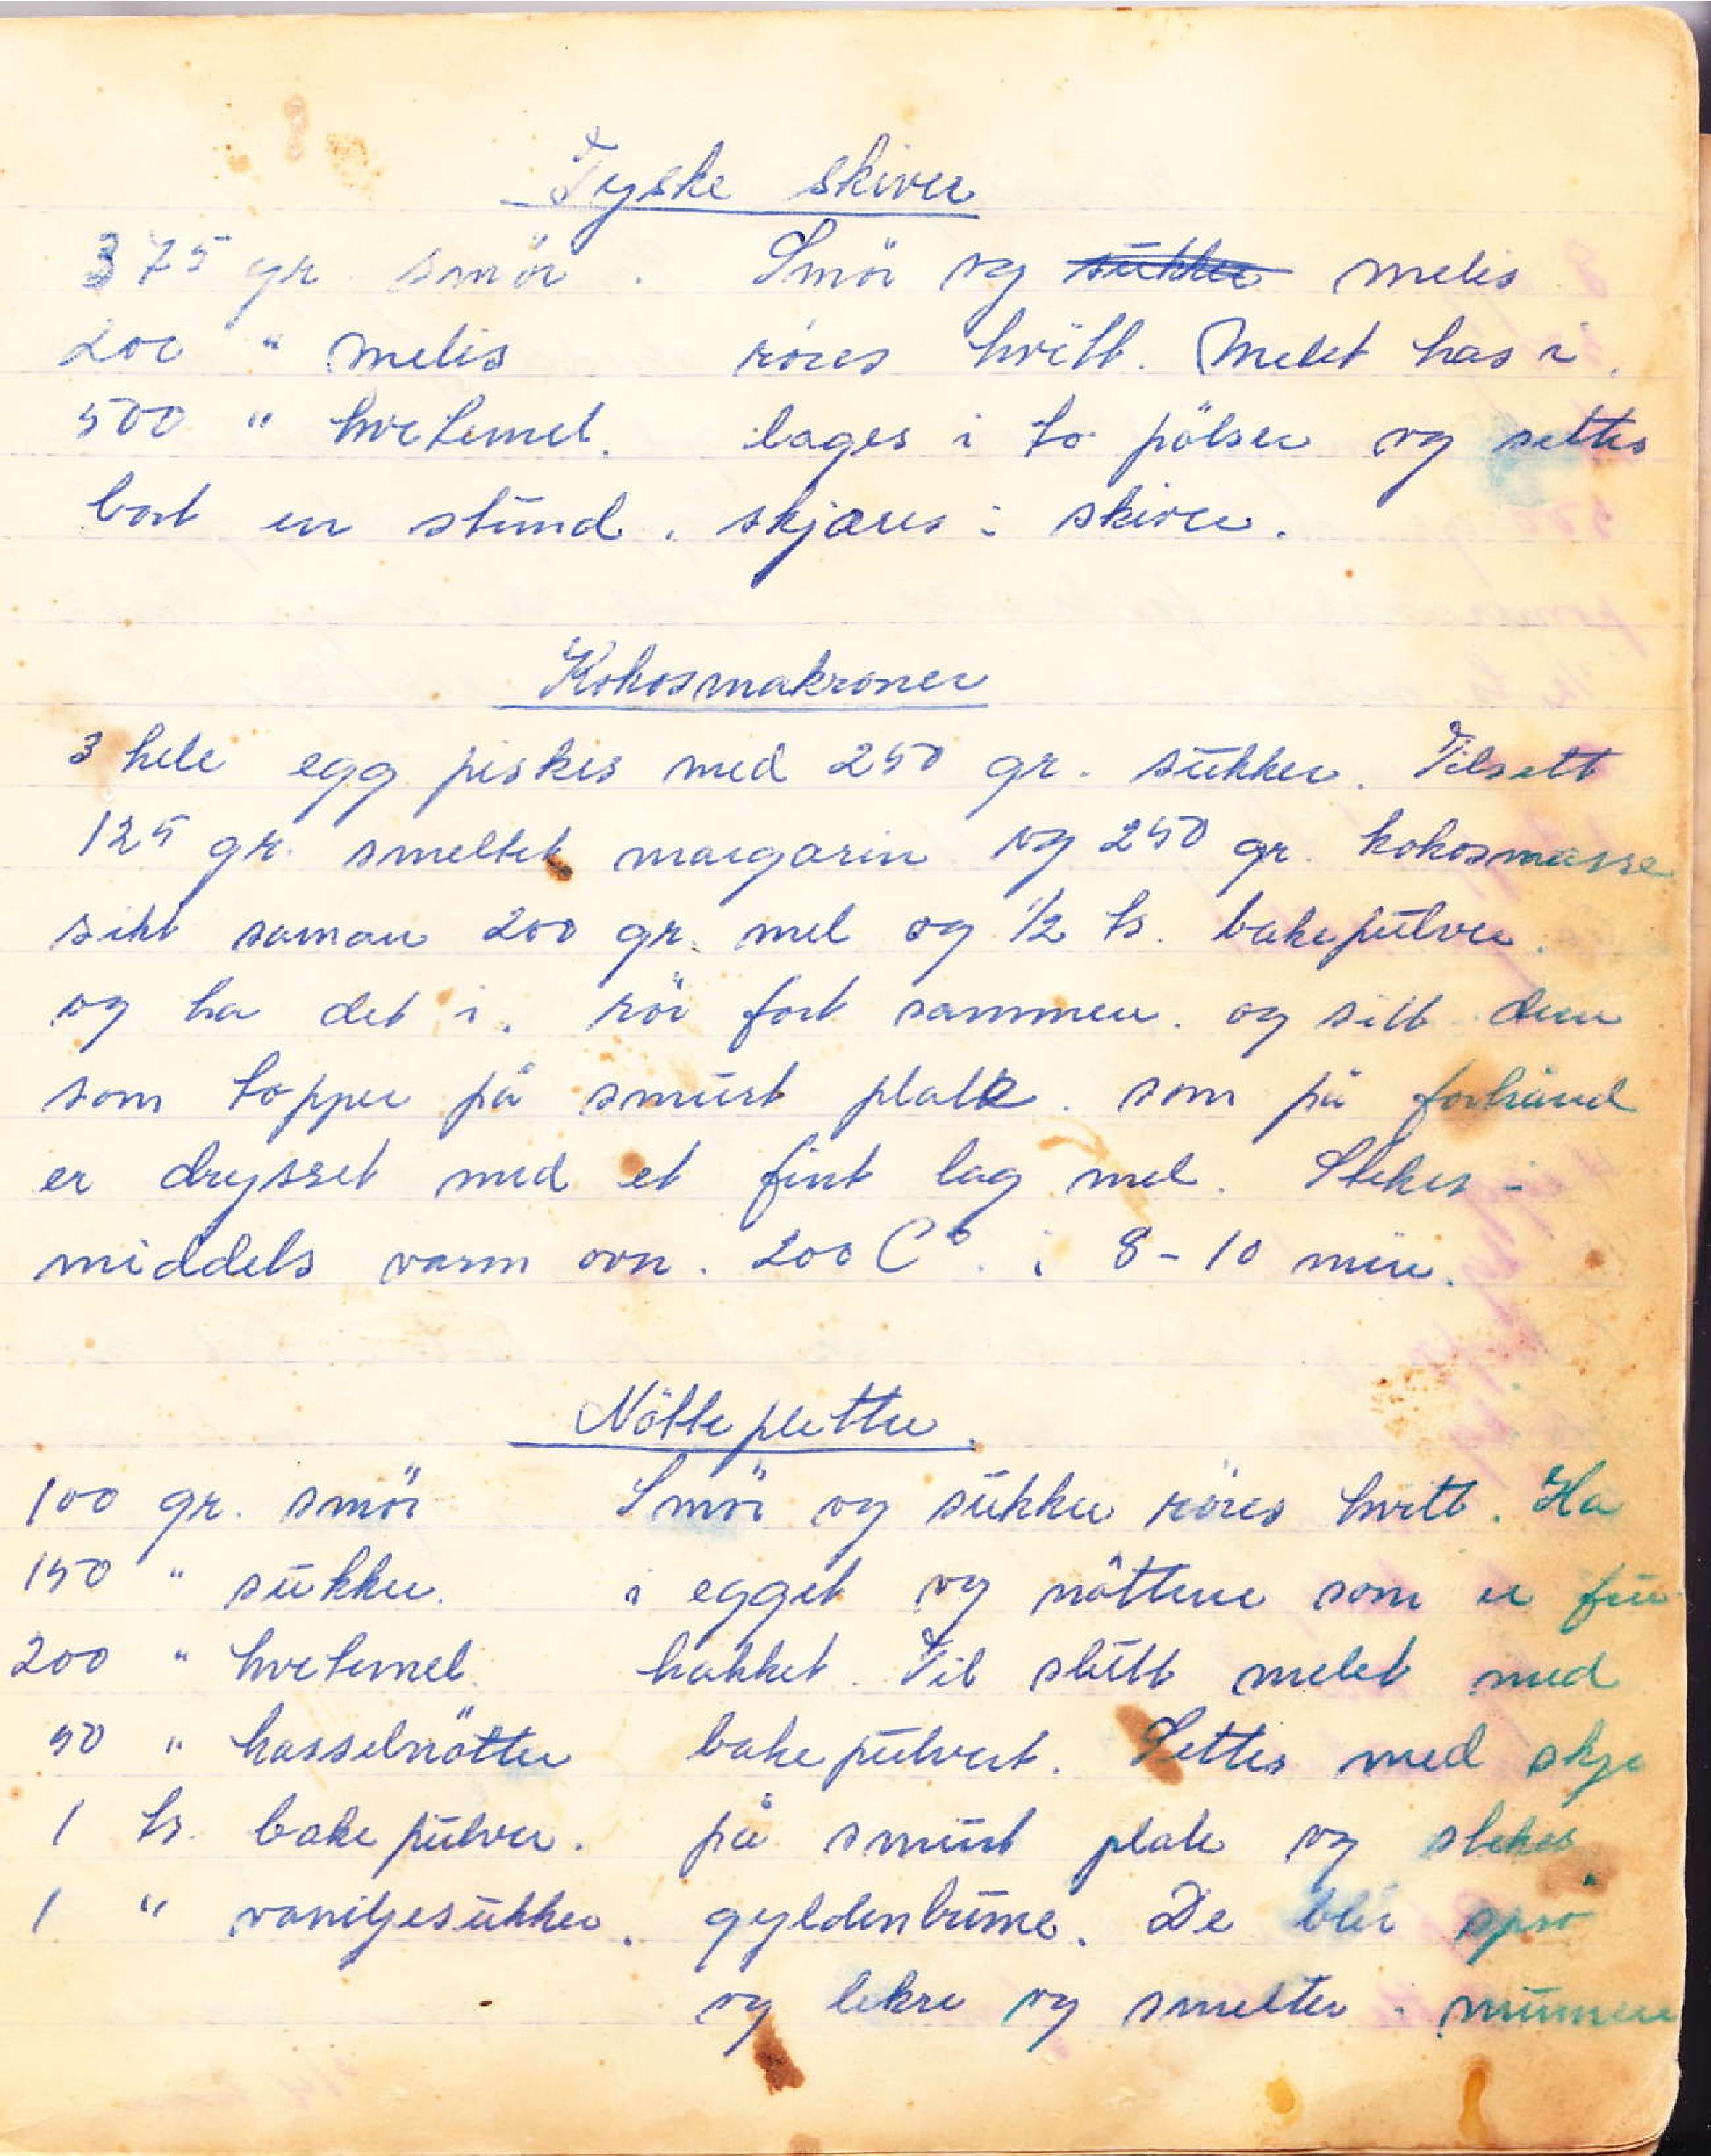 Tyske skiver
375 gr smör. Smör og sukker melis
200 " melis röres hvitt. Melet has i.
500 " hvetemel. lages i to pölser og settes
bort en stund. skjæres i skiver.
Kokosmakroner
3 hele egg piskes med 250 gr. sukker. Tilsett
125 gr. smeltet margarin og 250 gr. kokosmasse
sikt saman 200 gr. mel og 1/2 ts. bakepulver.
og ha det i. rör fort sammen. og sett den
som topper på smurt plate. som på forhånd
er drysset med et fint lag mel. Stekes i
middels varm ovn. 200 C°. i 8-10 min.
Nöttepletter.
100 gr. smör Smör og sukker röres hvitt. Ha
150 " sukker. i egget og nöttene som er fin
200 " hvetemel. hakket. Til slutt melet med
50 " hasselnötter bakepulvert. Settes med skje
1 ts. bakepulver. på smurt plate og stekes
1 " vaniljesukker. gyldenbrune. De blir sprö
og lekre og smelter i munnen